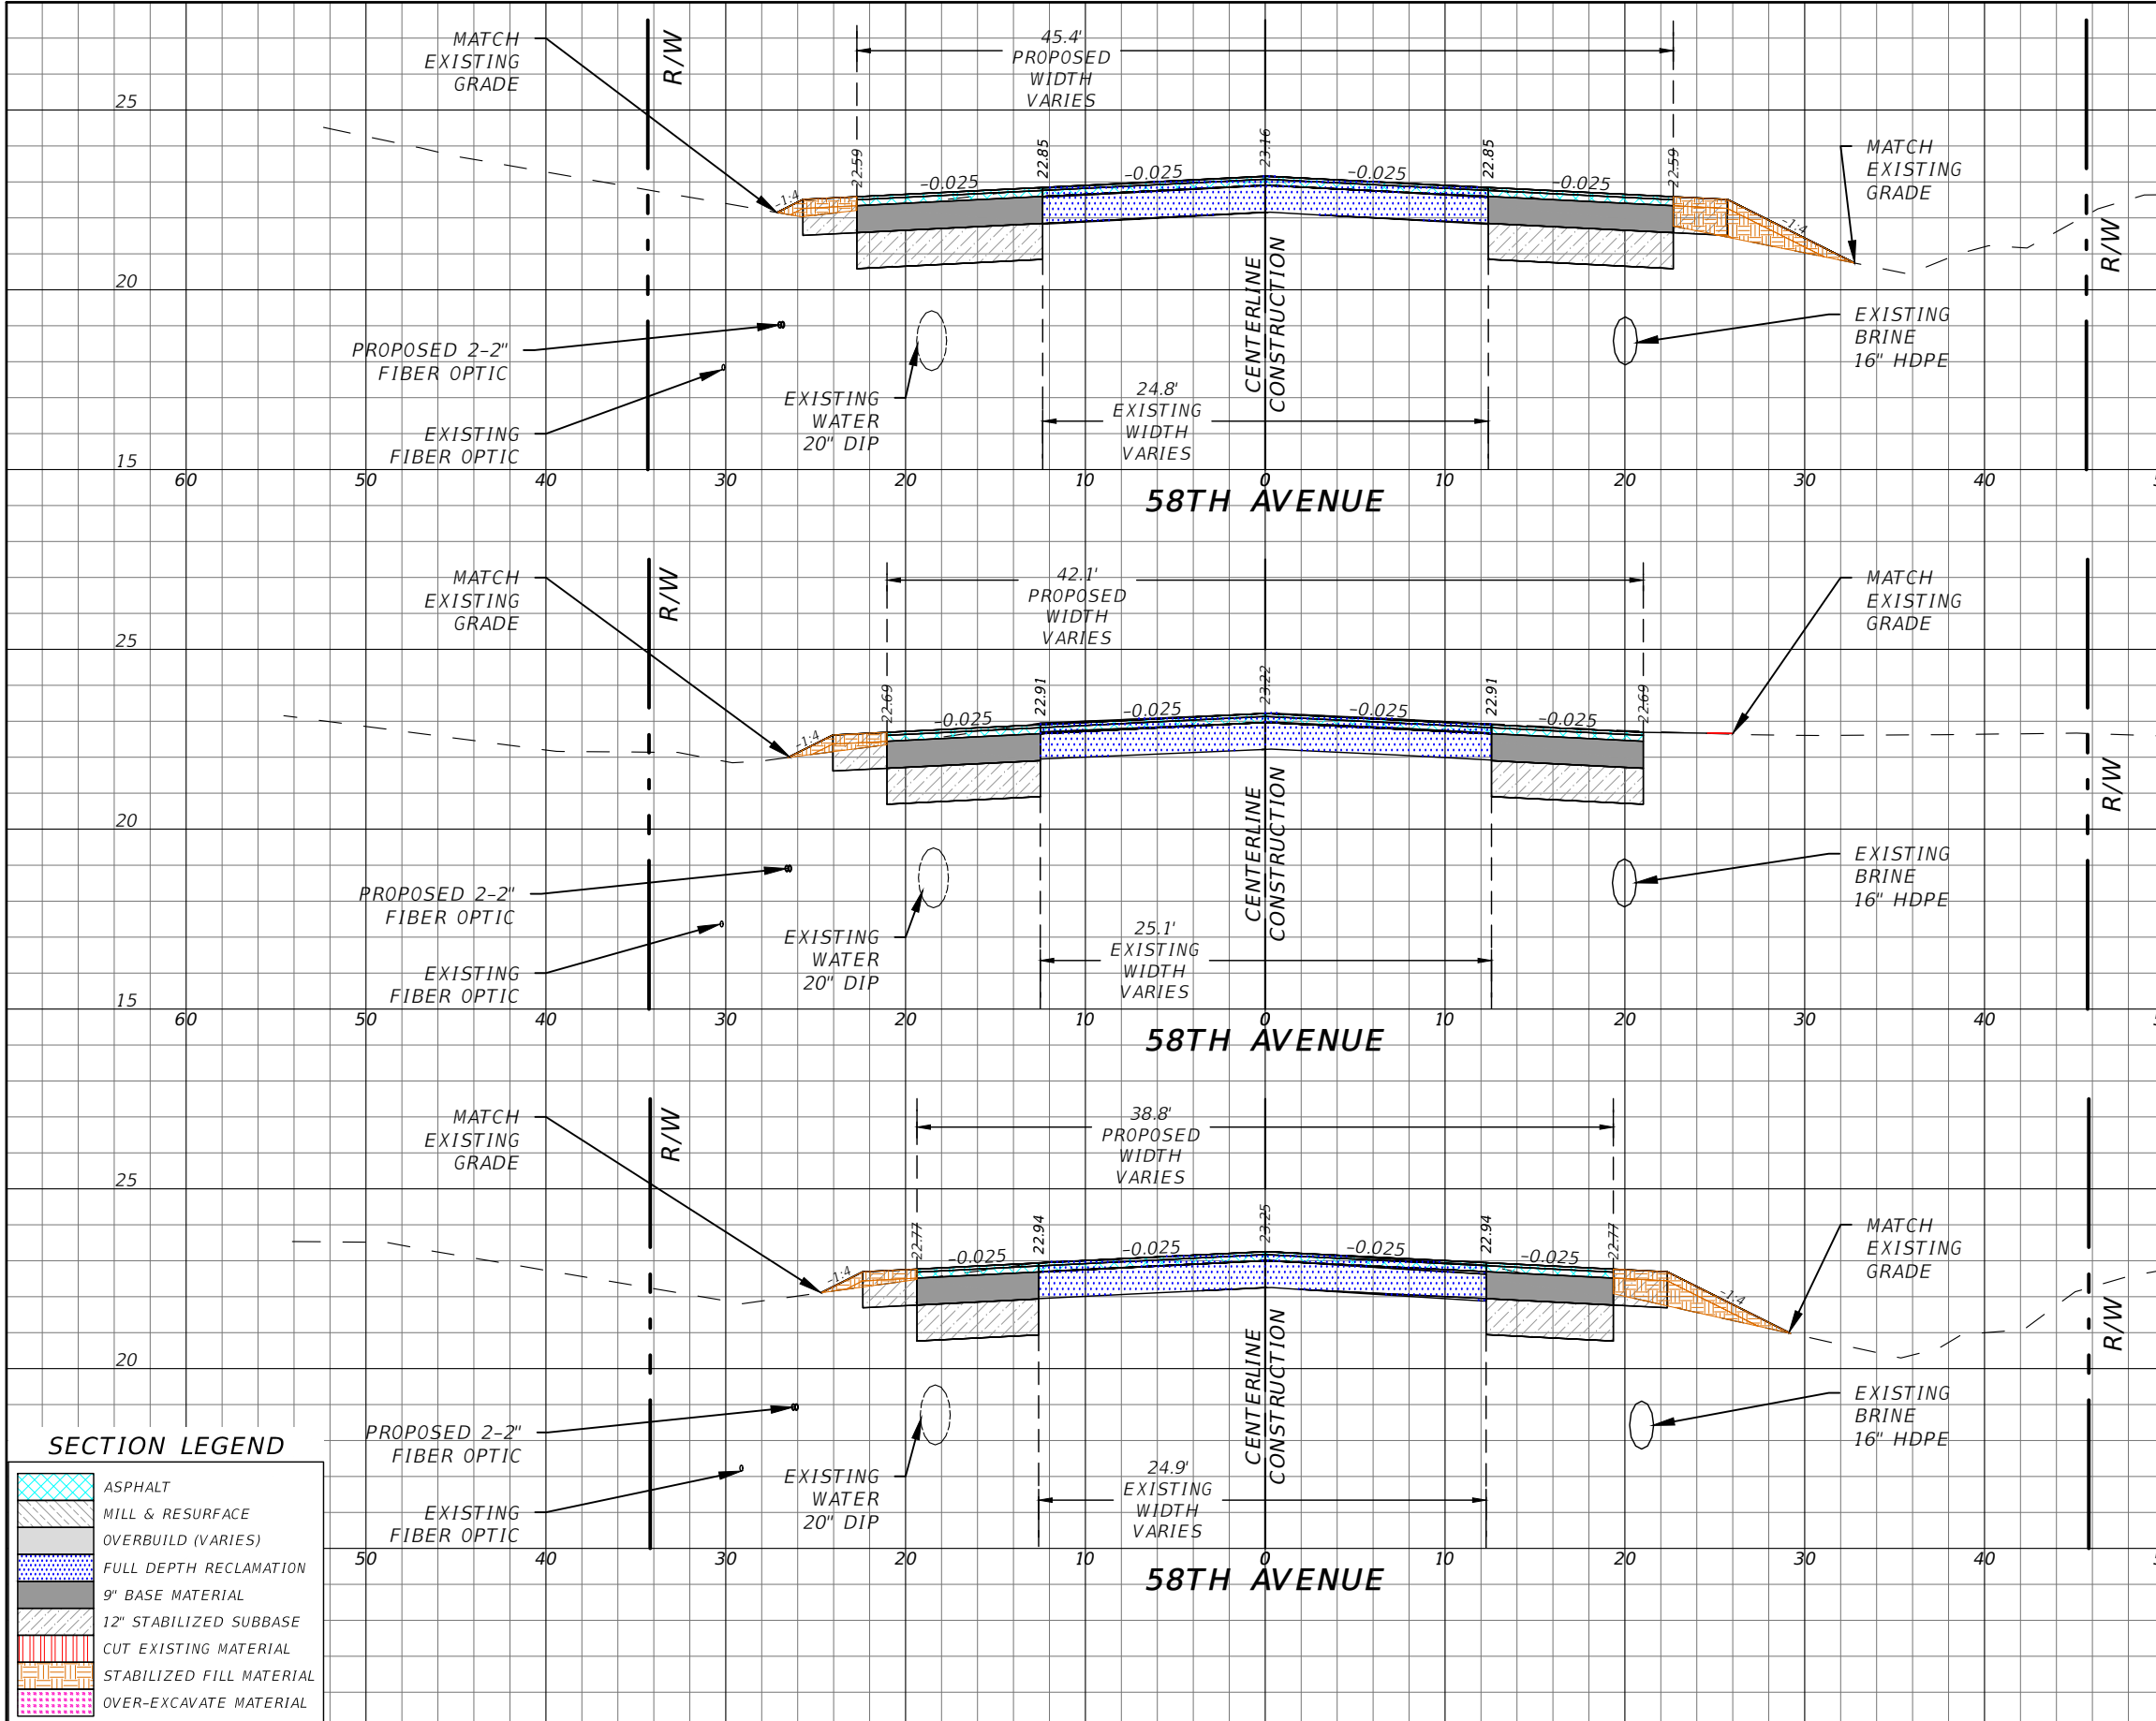 MATCH
EXISTING
GRADE
R/W
45.4'
PROPOSED
WIDTH
VARIES
MATCH
EXISTING
GRADE
R/W
25
20
15
-1:4
22.59
-0.025
22.85
-0.025
23.16
-0.025
22.85
-0.025
22.59
-1:4
PROPOSED 2-2"
FIBER OPTIC
EXISTING
FIBER OPTIC
EXISTING
WATER
20" DIP
24.8'
EXISTING
WIDTH
VARIES
CENTERLINE
CONSTRUCTION
EXISTING
BRINE
16" HDPE
60 50 40 30 20 10 0 10 20 30 40
58TH AVENUE
MATCH
EXISTING
GRADE
R/W
42.1'
PROPOSED
WIDTH
VARIES
MATCH
EXISTING
GRADE
R/W
25
20
15
-1:4
22.69
-0.025
22.91
-0.025
23.22
-0.025
22.91
-0.025
22.69
PROPOSED 2-2"
FIBER OPTIC
EXISTING
FIBER OPTIC
EXISTING
WATER
20" DIP
25.1'
EXISTING
WIDTH
VARIES
CENTERLINE
CONSTRUCTION
EXISTING
BRINE
16" HDPE
60 50 40 30 20 10 0 10 20 30 40
58TH AVENUE
MATCH
EXISTING
GRADE
R/W
38.8'
PROPOSED
WIDTH
VARIES
MATCH
EXISTING
GRADE
R/W
25
20
-1:4
22.77
-0.025
22.94
-0.025
23.25
-0.025
22.94
-0.025
22.77
-1:4
PROPOSED 2-2"
FIBER OPTIC
EXISTING
FIBER OPTIC
EXISTING
WATER
20" DIP
24.9'
EXISTING
WIDTH
VARIES
CENTERLINE
CONSTRUCTION
EXISTING
BRINE
16" HDPE
50 40 30 20 10 0 10 20 30 40
58TH AVENUE
SECTION LEGEND
ASPHALT
MILL & RESURFACE
OVERBUILD (VARIES)
FULL DEPTH RECLAMATION
9" BASE MATERIAL
12" STABILIZED SUBBASE
CUT EXISTING MATERIAL
STABILIZED FILL MATERIAL
OVER-EXCAVATE MATERIAL